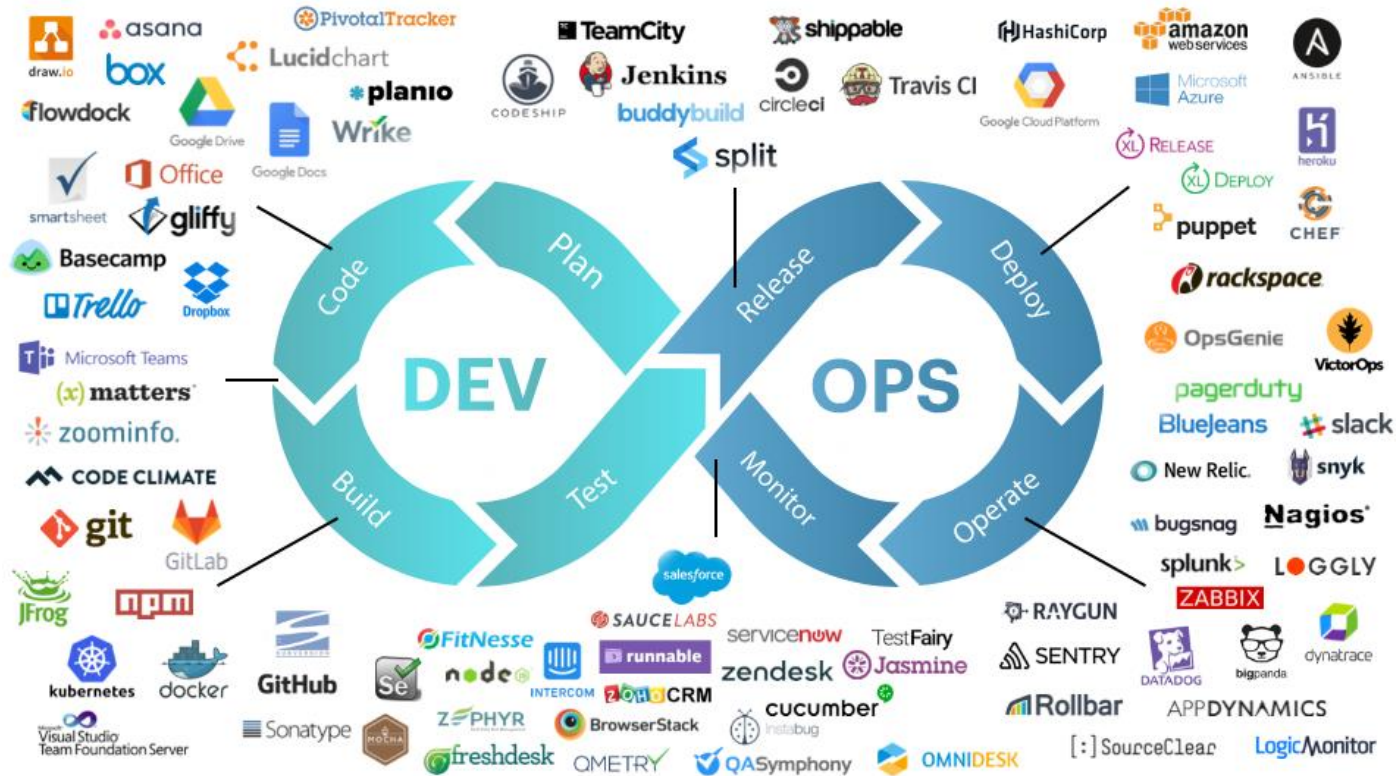 draw.io
asana
PivotalTracker
box
Lucidchart
flowdock
Google Drive
planio
Google Docs
Wrike
smartsheet
Office
gliffy
Basecamp
Trello
Dropbox
Microsoft Teams
(x) matters
zoominfo.
CODE CLIMATE
git
GitLab
JFrog
npm
kubernetes
docker
GitHub
Microsoft
Visual Studio
Team Foundation Server
Sonatype
TC
TeamCity
shippable
CODESHIP
Jenkins
buddybuild
circleci
Travis CI
split
HashiCorp
amazon
webservices
ANSIBLE
Google Cloud Platform
Microsoft
Azure
XL RELEASE
heroku
XL DEPLOY
puppet
CHEF
rackspace
OpsGenie
VictorOps
pagerduty
BlueJeans
slack
New Relic.
snyk
bugsnag
Nagios
splunk>
LOGGLY
ZABBIX
RAYGUN
SENTRY
DATADOG
bigpanda
dynatrace
Rollbar
APPDYNAMICS
[:]SourceClear
LogicMonitor
Code
Plan
Build
Test
DEV
Release
Deploy
Operate
Monitor
OPS
salesforce
SAUCELABS
FitNesse
servicenow
TestFairy
Se
node
JS
INTERCOM
runnable
zendesk
Jasmine
ZOHO CRM
MOCHA
ZEPHYR
BrowserStack
instabug
cucumber
freshdesk
QMETRY
QASymphony
OMNIDESK